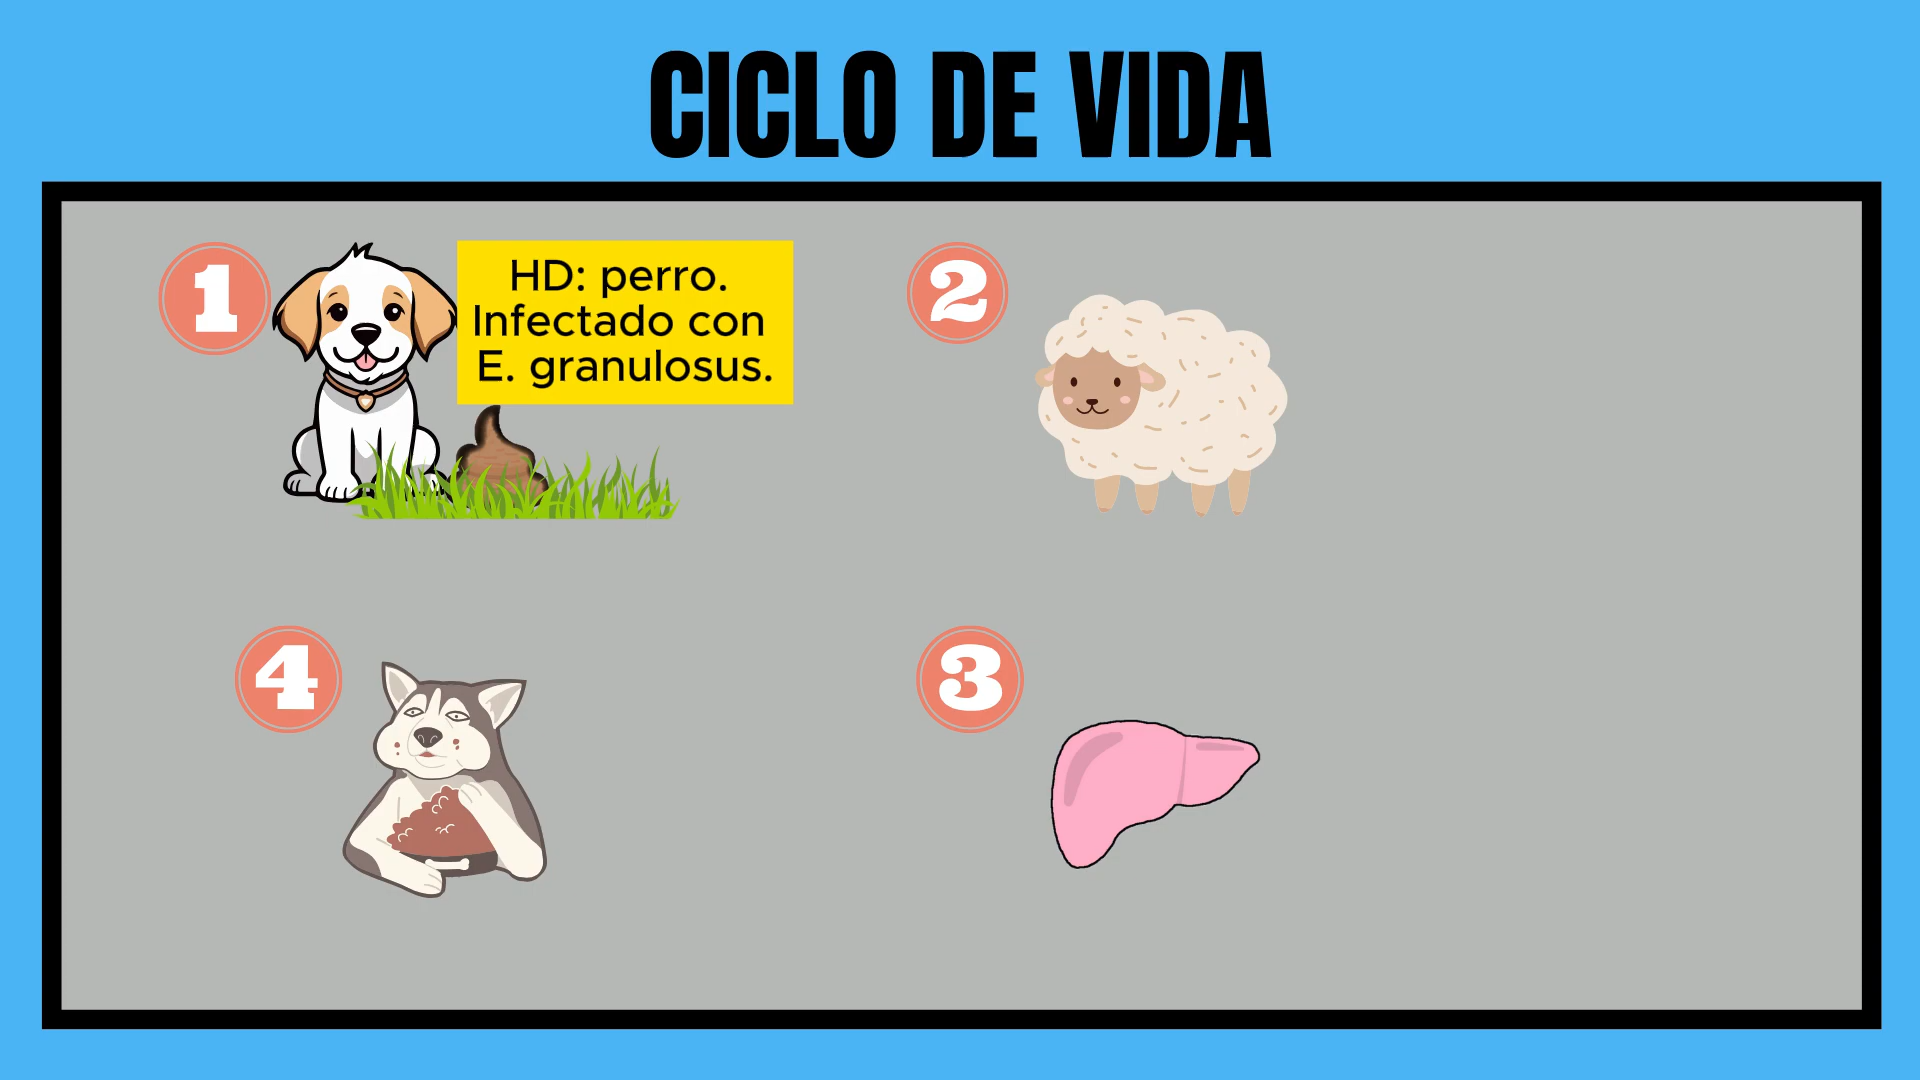 CICLO DE VIDA
1
HD: perro.
Infectado con
E. granulosus.
2
4
3